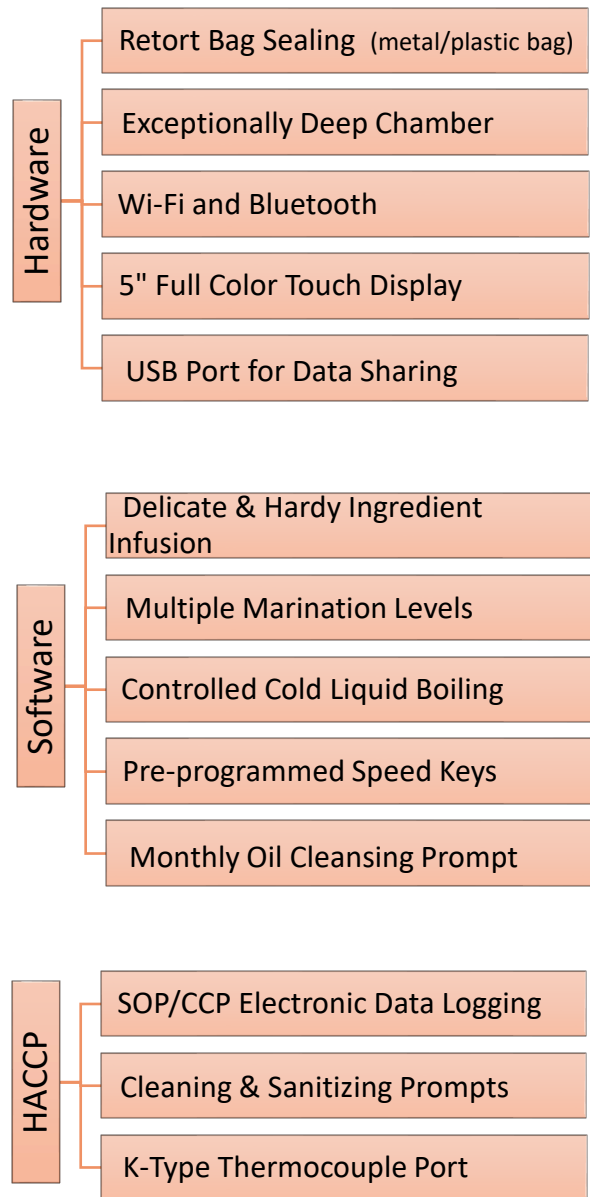 Hardware
Retort Bag Sealing (metal/plastic bag)
Exceptionally Deep Chamber
Wi-Fi and Bluetooth
5" Full Color Touch Display
USB Port for Data Sharing
Software
Delicate & Hardy Ingredient
Infusion
Multiple Marination Levels
Controlled Cold Liquid Boiling
Pre-programmed Speed Keys
Monthly Oil Cleansing Prompt
HACCP
SOP/CCP Electronic Data Logging
Cleaning & Sanitizing Prompts
K-Type Thermocouple Port